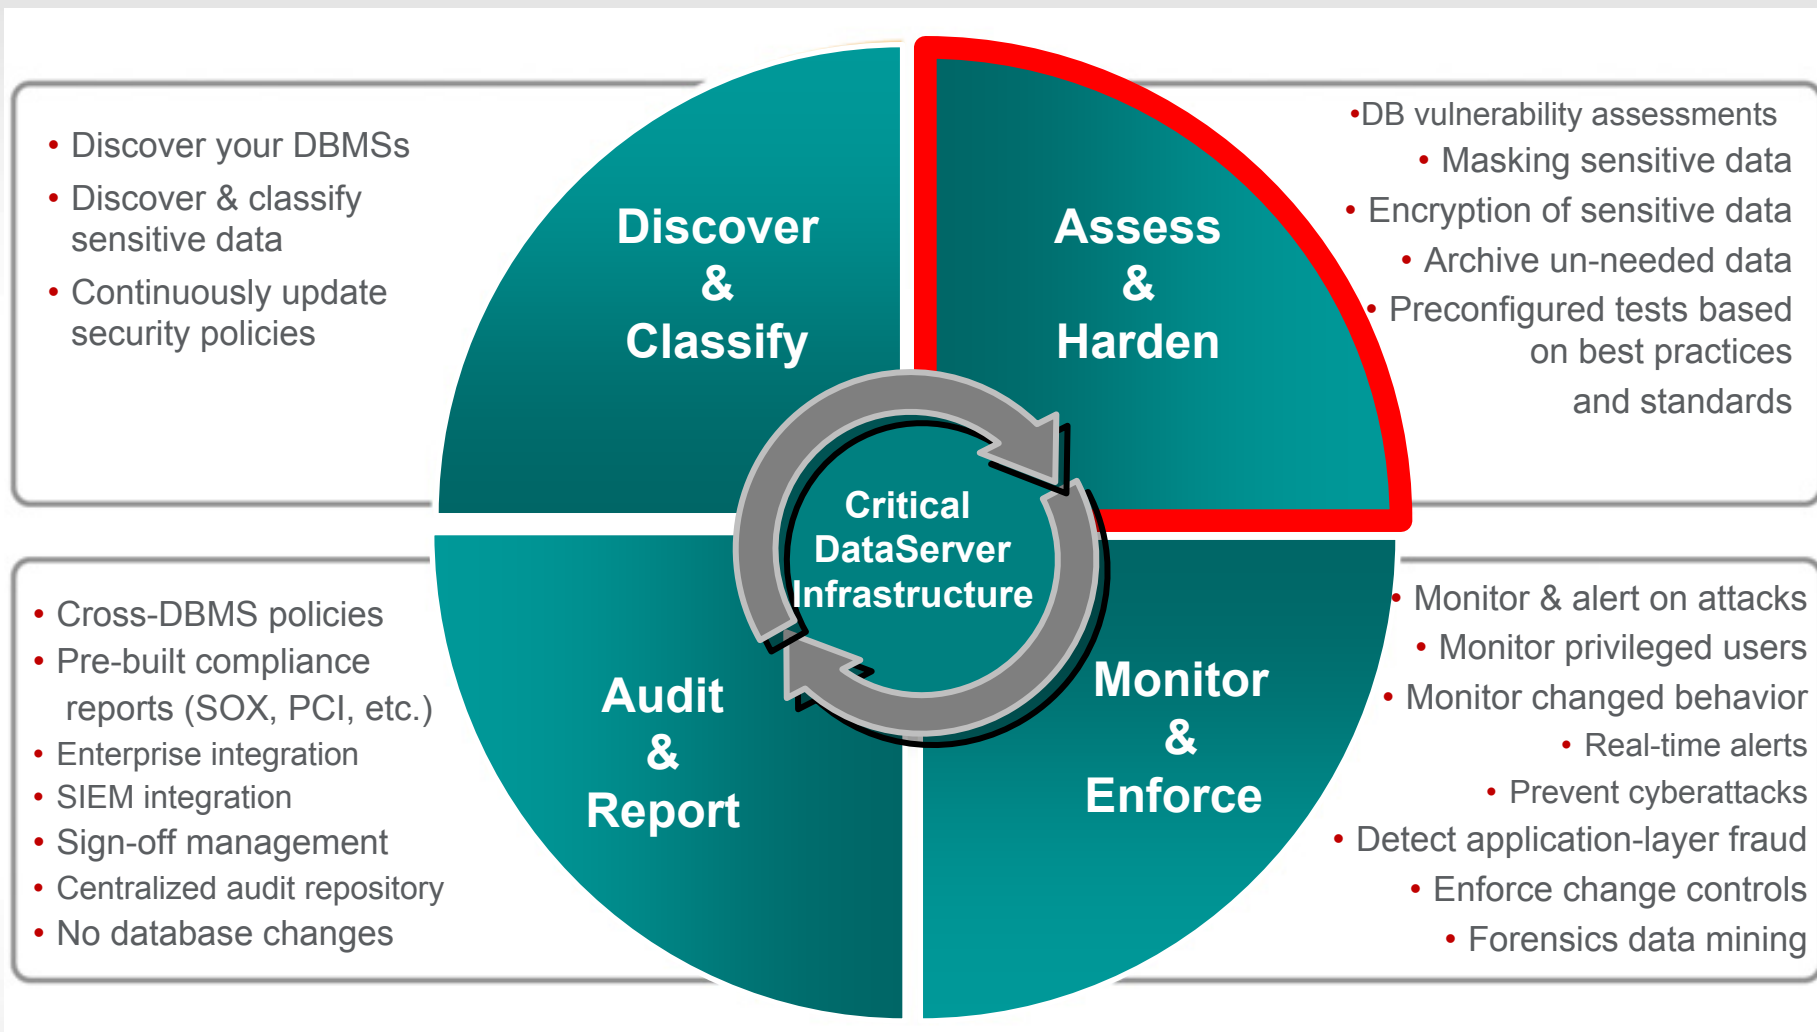 • Discover your DBMSs
• Discover & classify
sensitive data
• Continuously update
security policies
Discover
&
Classify
Assess
&
Harden
•DB vulnerability assessments
• Masking sensitive data
• Encryption of sensitive data
• Archive un-needed data
• Preconfigured tests based
on best practices
and standards
Critical
DataServer
Infrastructure
• Cross-DBMS policies
• Pre-built compliance
reports (SOX, PCI, etc.)
• Enterprise integration
• SIEM integration
• Sign-off management
• Centralized audit repository
• No database changes
Audit
&
Report
Monitor
&
Enforce
• Monitor & alert on attacks
• Monitor privileged users
• Monitor changed behavior
• Real-time alerts
• Prevent cyberattacks
• Detect application-layer fraud
• Enforce change controls
• Forensics data mining